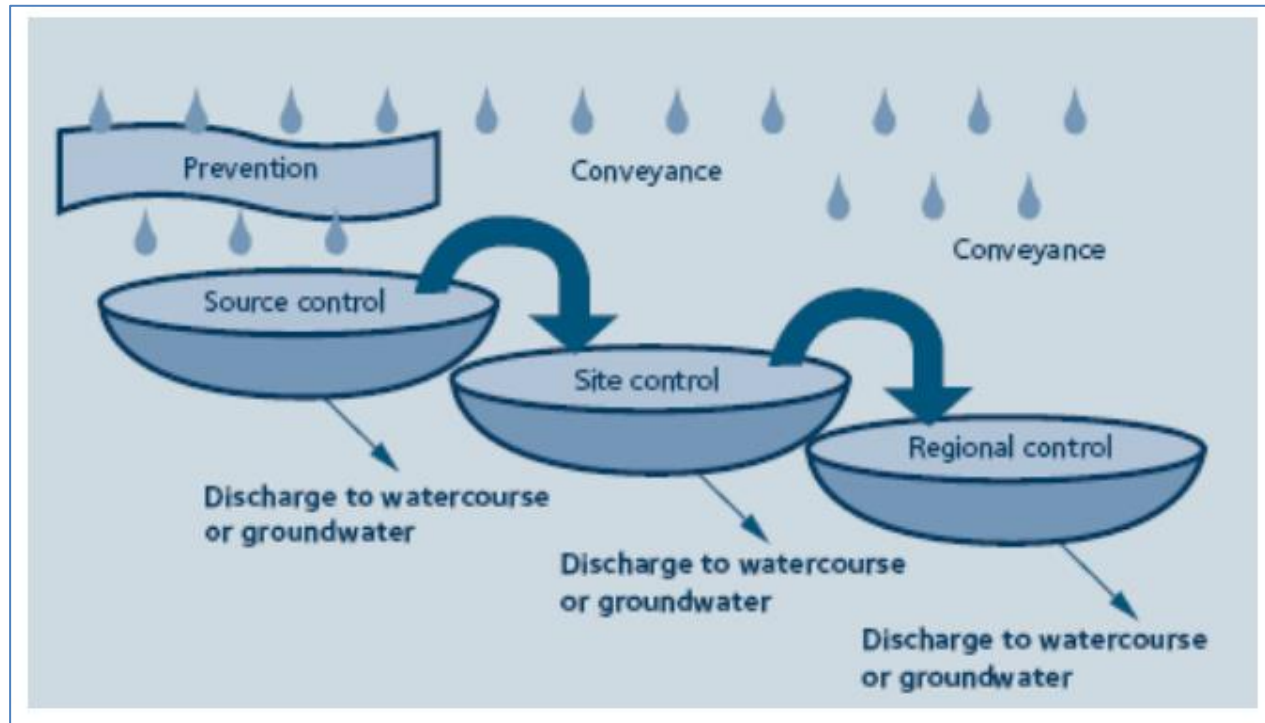 Prevention
Conveyance
Conveyance
Source control
Site control
Regional control
Discharge to watercourse
or groundwater
Discharge to watercourse
or groundwater
Discharge to watercourse
or groundwater